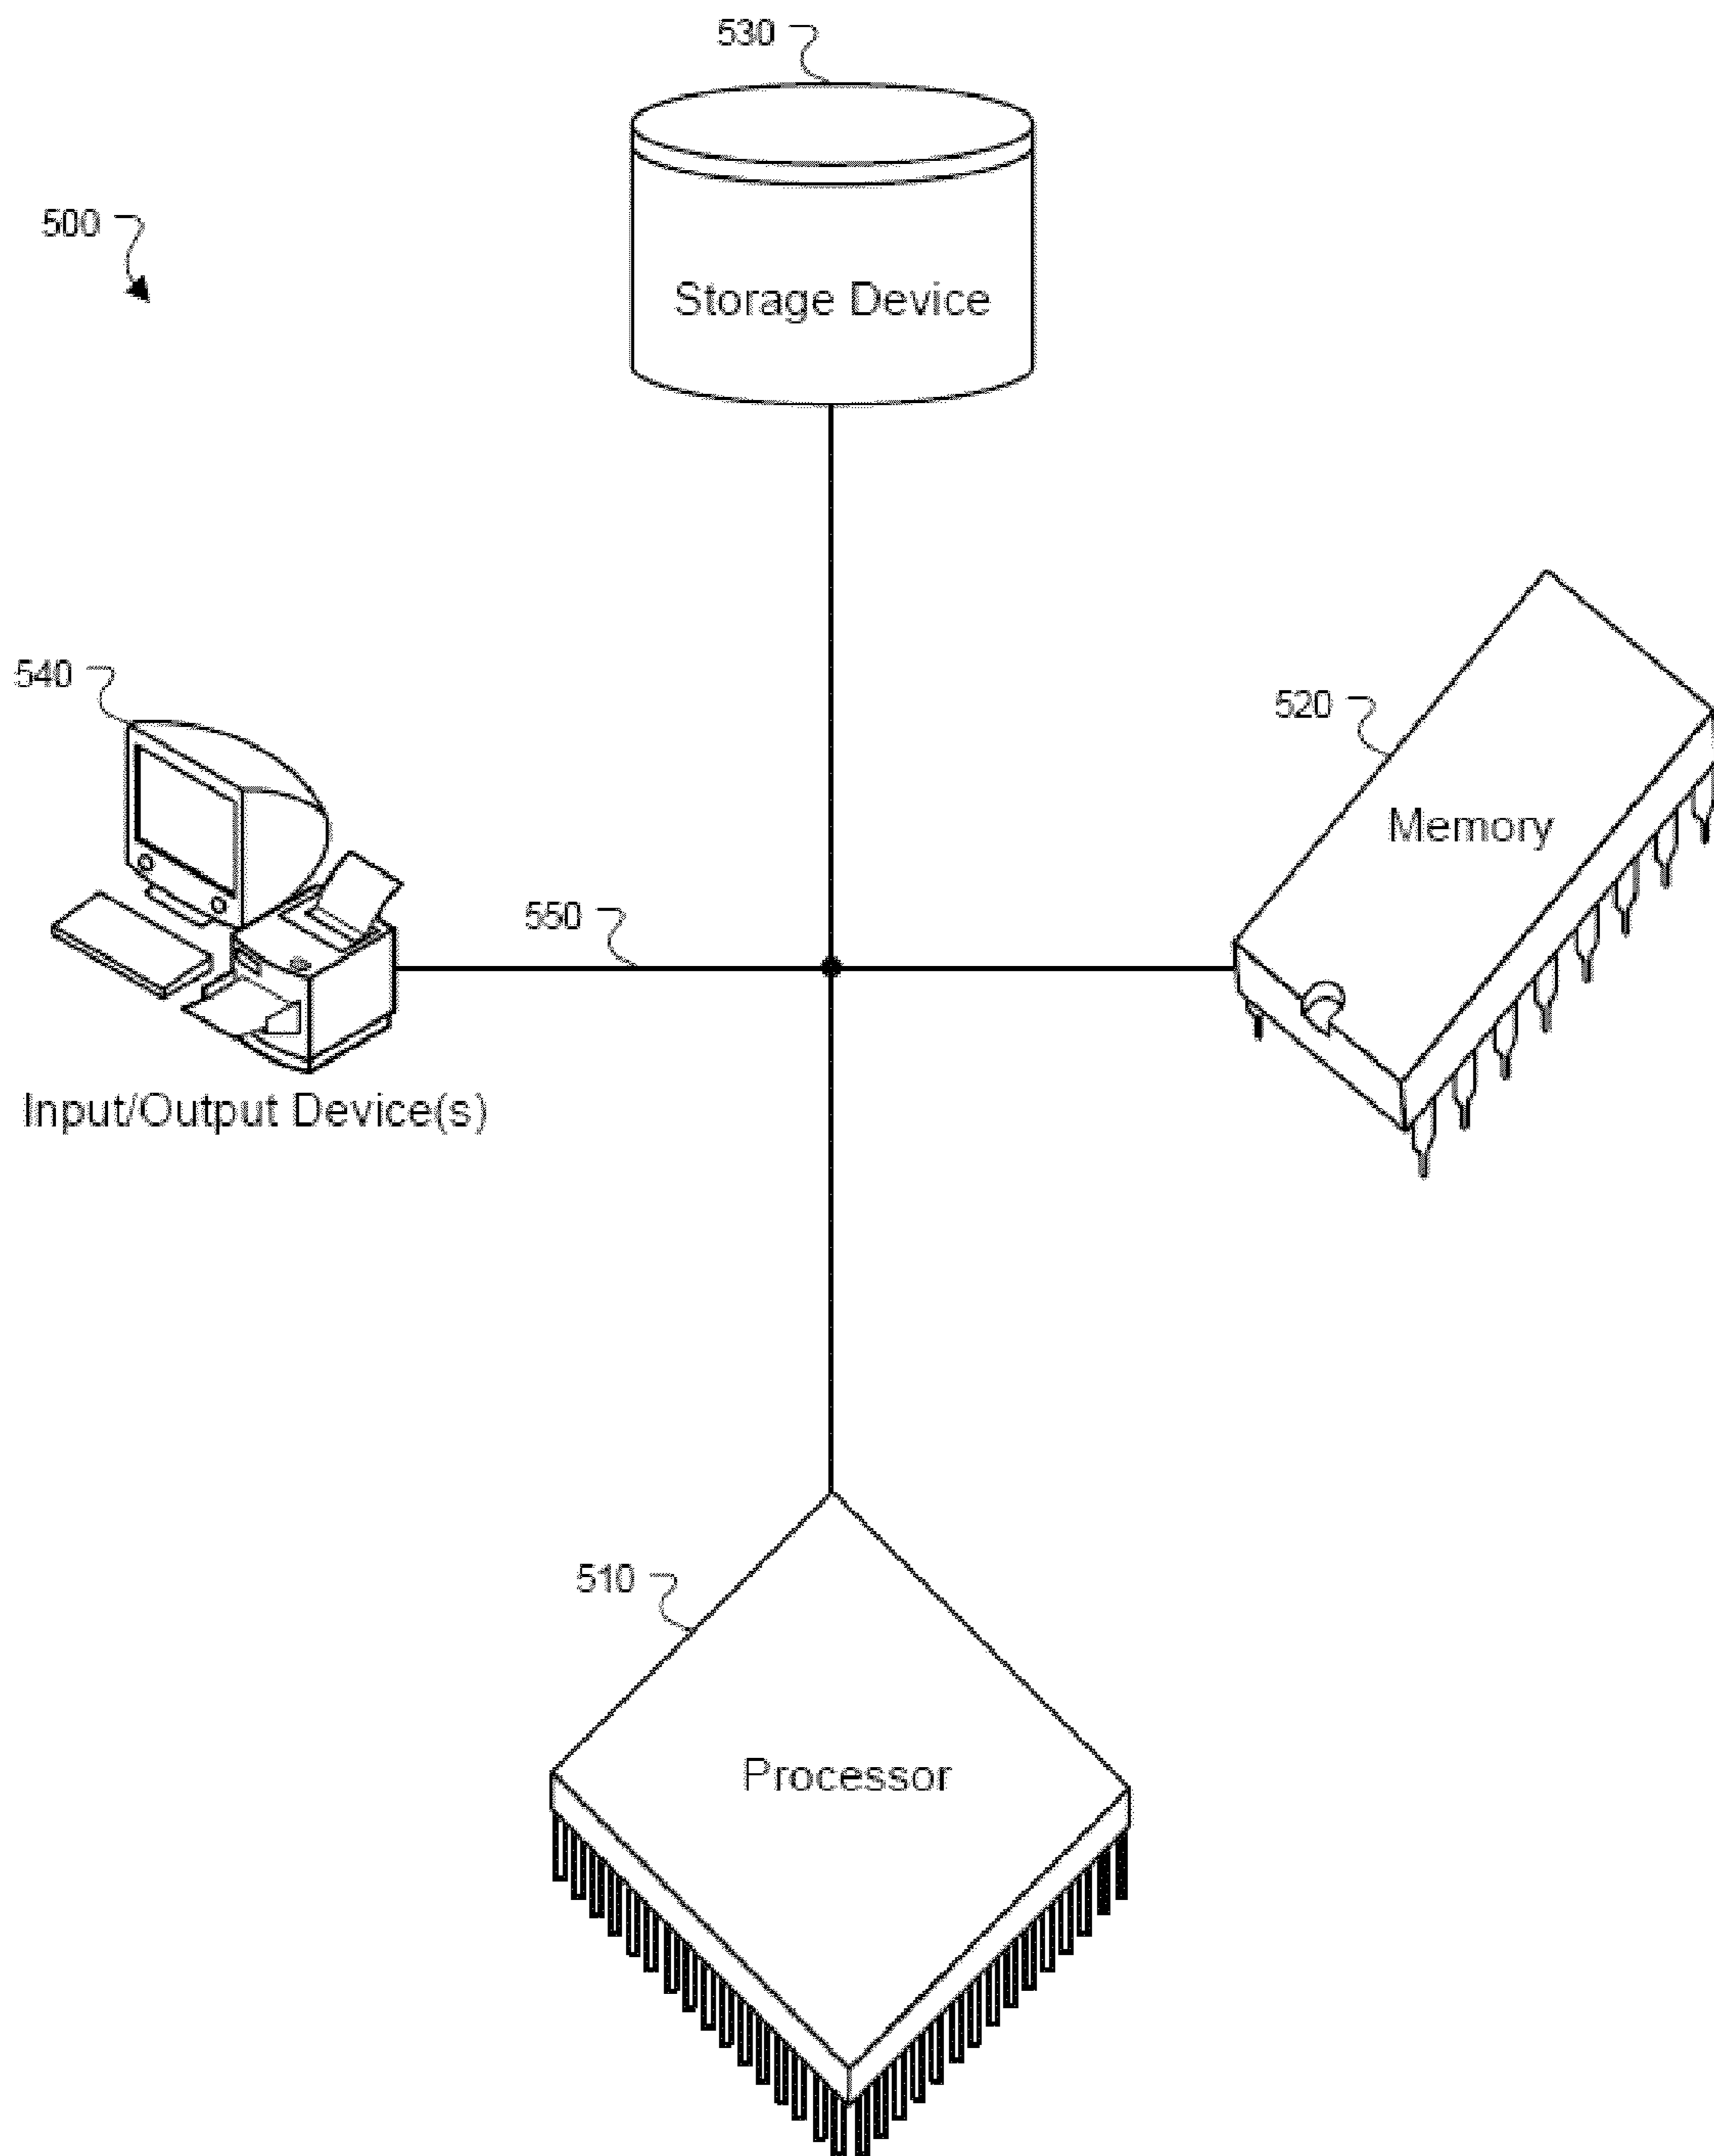 530
500
Storage Device
540
520
Memory
550
Input/Output Device(s)
510
Processor